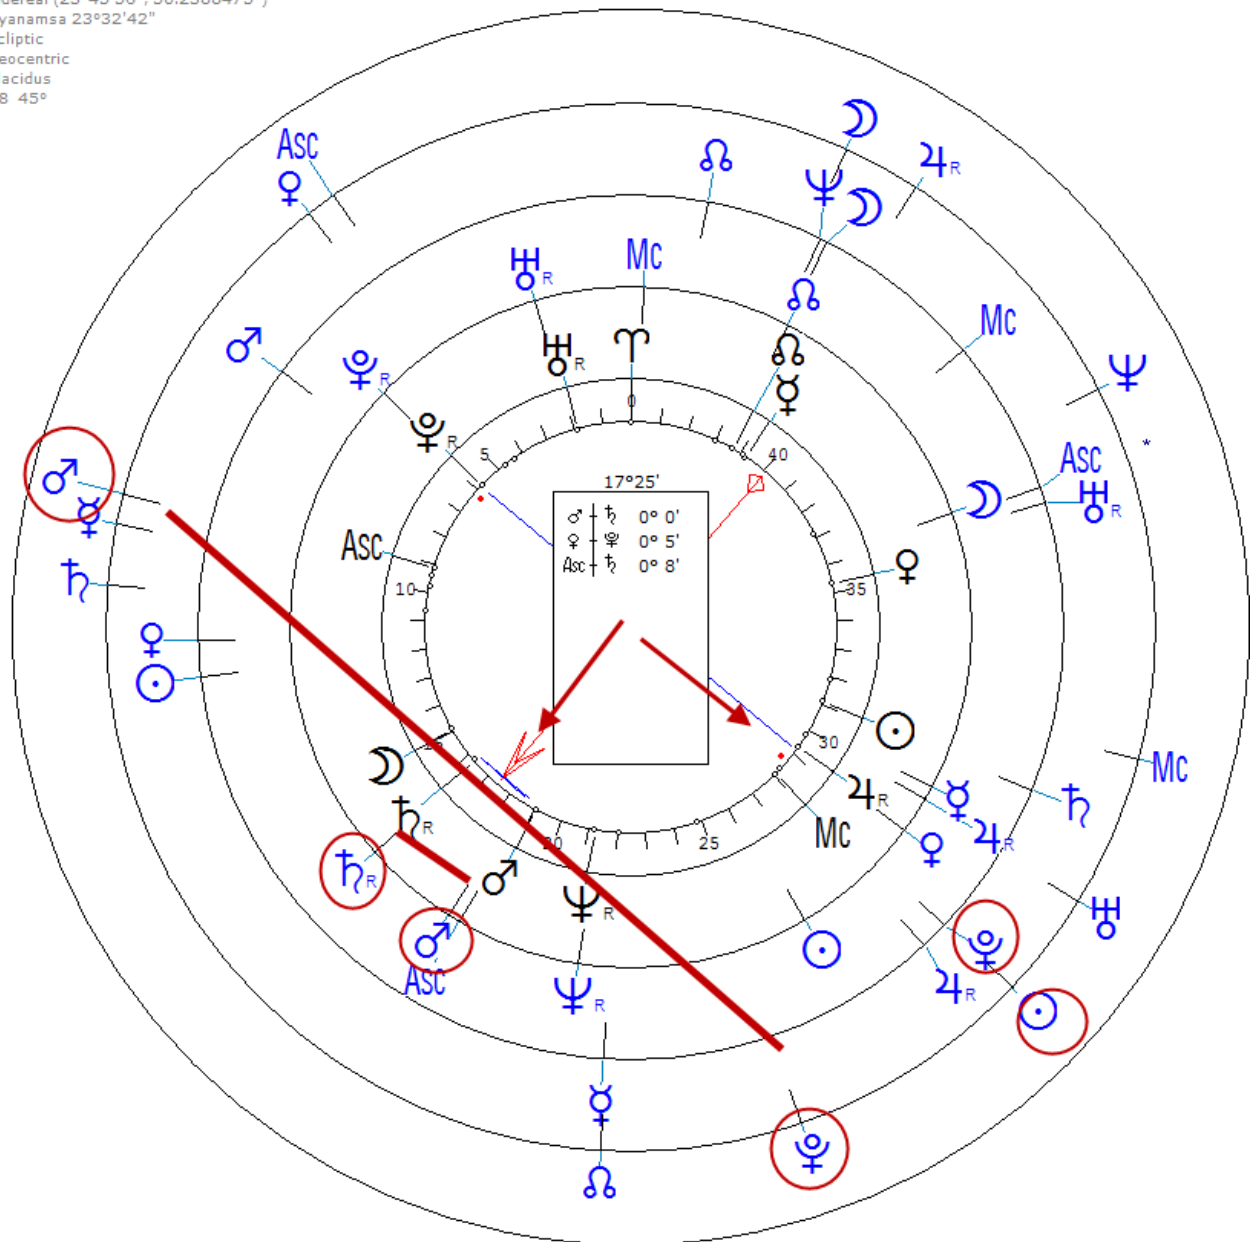 yanamsa 23°32'42"
cliptic
eocentric
lacidus
8 45°
Asc
R
Mc
R
R
Mc
0
R
R
5
40
Asc
17°25'
♂ ♄ 0° 0'
♀ ♇ 0° 5'
Asc ♄ 0° 8'
R
Asc
10
35
30
Mc
R
R
Mc
R
20
25
R
R
Asc
R
R